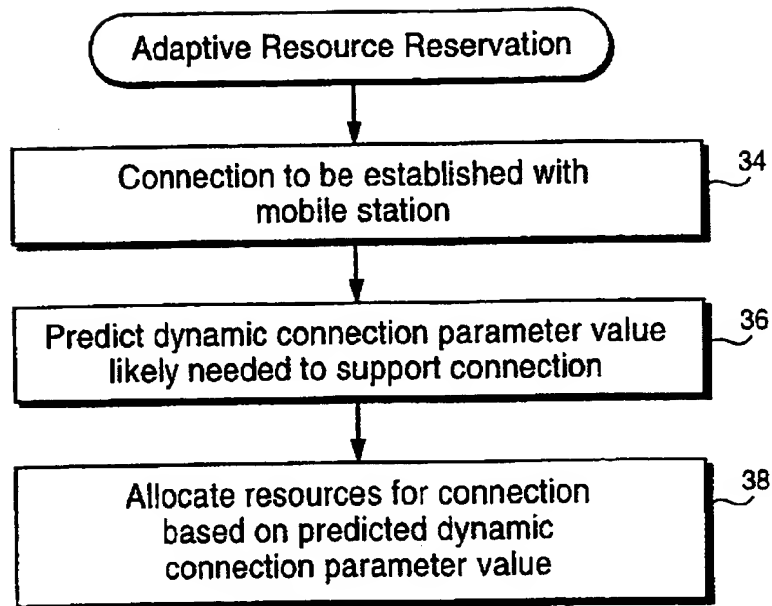 Adaptive Resource Reservation
Connection to be established with
mobile station
34
Predict dynamic connection parameter value
likely needed to support connection
36
Allocate resources for connection
based on predicted dynamic
connection parameter value
38